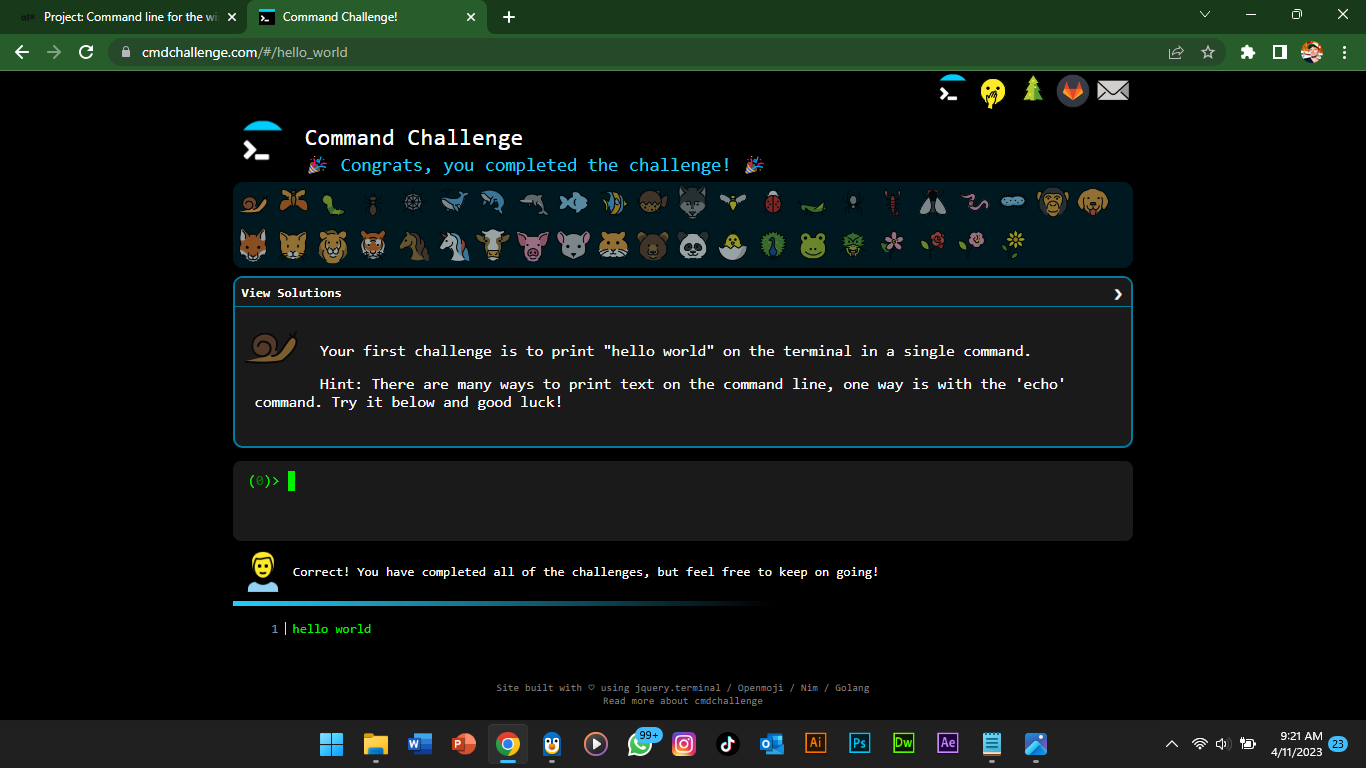 Project: Command line for the wi
Command Challenge!
cmdchallenge.com/#/hello_world
Command Challenge
🎉 Congrats, you completed the challenge! 🎉
View Solutions
Your first challenge is to print "hello world" on the terminal in a single command.
Hint: There are many ways to print text on the command line, one way is with the 'echo'
command. Try it below and good luck!
(0)>
Correct! You have completed all of the challenges, but feel free to keep on going!
1 hello world
Site built with ♡ using jquery.terminal / Openmoji / Nim / Golang
Read more about cmdchallenge
W
P
99+
Ai
Ps
Dw
Ae
9:21 AM
4/11/2023
23